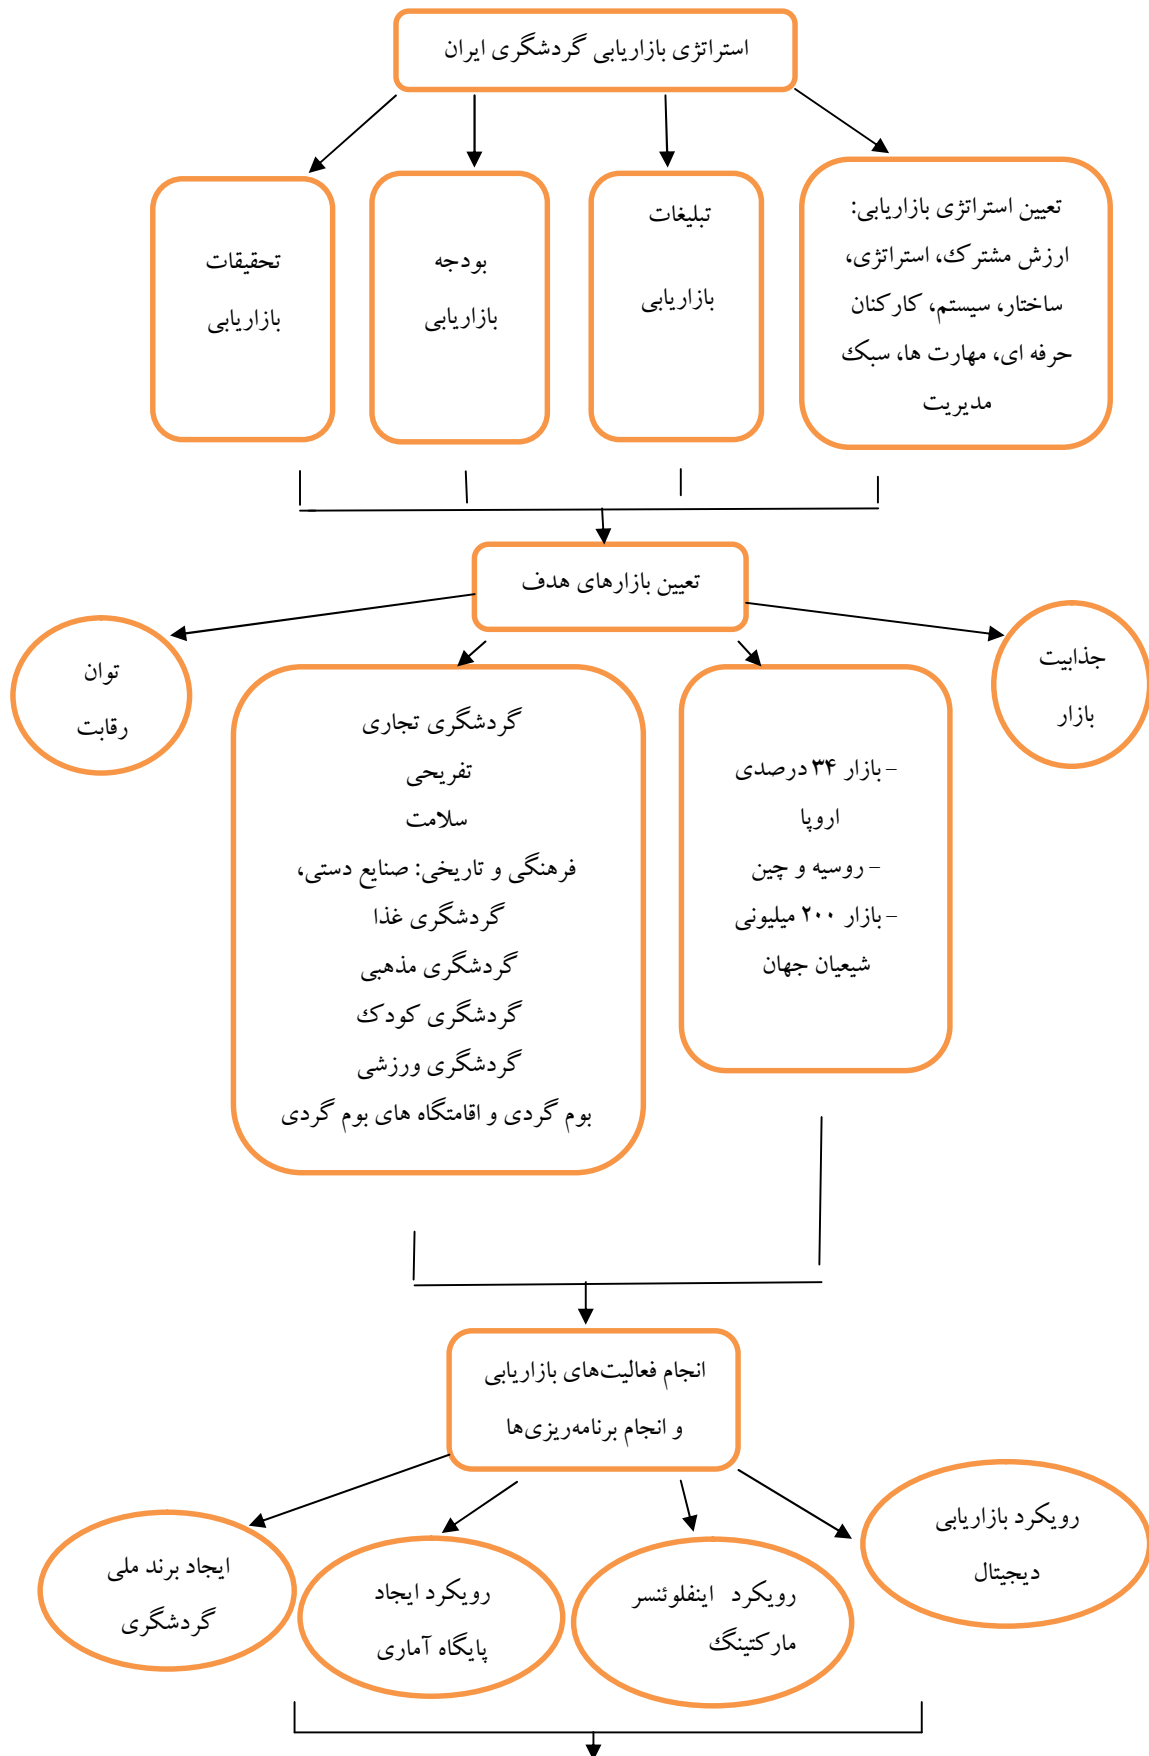 استراتژی بازاریابی گردشگری ایران
تعیین استراتژی بازاریابی:
ارزش مشترک، استراتژی،
ساختار، سیستم، کارکنان
حرفه ای، مهارت ها، سبک
مدیریت
تبلیغات
بازاریابی
بودجه
بازاریابی
تحقیقات
بازاریابی
تعیین بازارهای هدف
جذابیت
بازار
- بازار ۳۴ درصدی
اروپا
- روسیه و چین
- بازار ۲۰۰ میلیونی
شیعیان جهان
گردشگری تجاری
تفریحی
سلامت
فرهنگی و تاریخی: صنایع دستی،
گردشگری غذا
گردشگری مذهبی
گردشگری کودک
گردشگری ورزشی
بوم گردی و اقامتگاه های بوم گردی
توان
رقابت
انجام فعالیت‌های بازاریابی
و انجام برنامه‌ریزی‌ها
رویکرد بازاریابی
دیجیتال
رویکرد اینفلوئنسر
مارکتینگ
رویکرد ایجاد
پایگاه آماری
ایجاد برند ملی
گردشگری